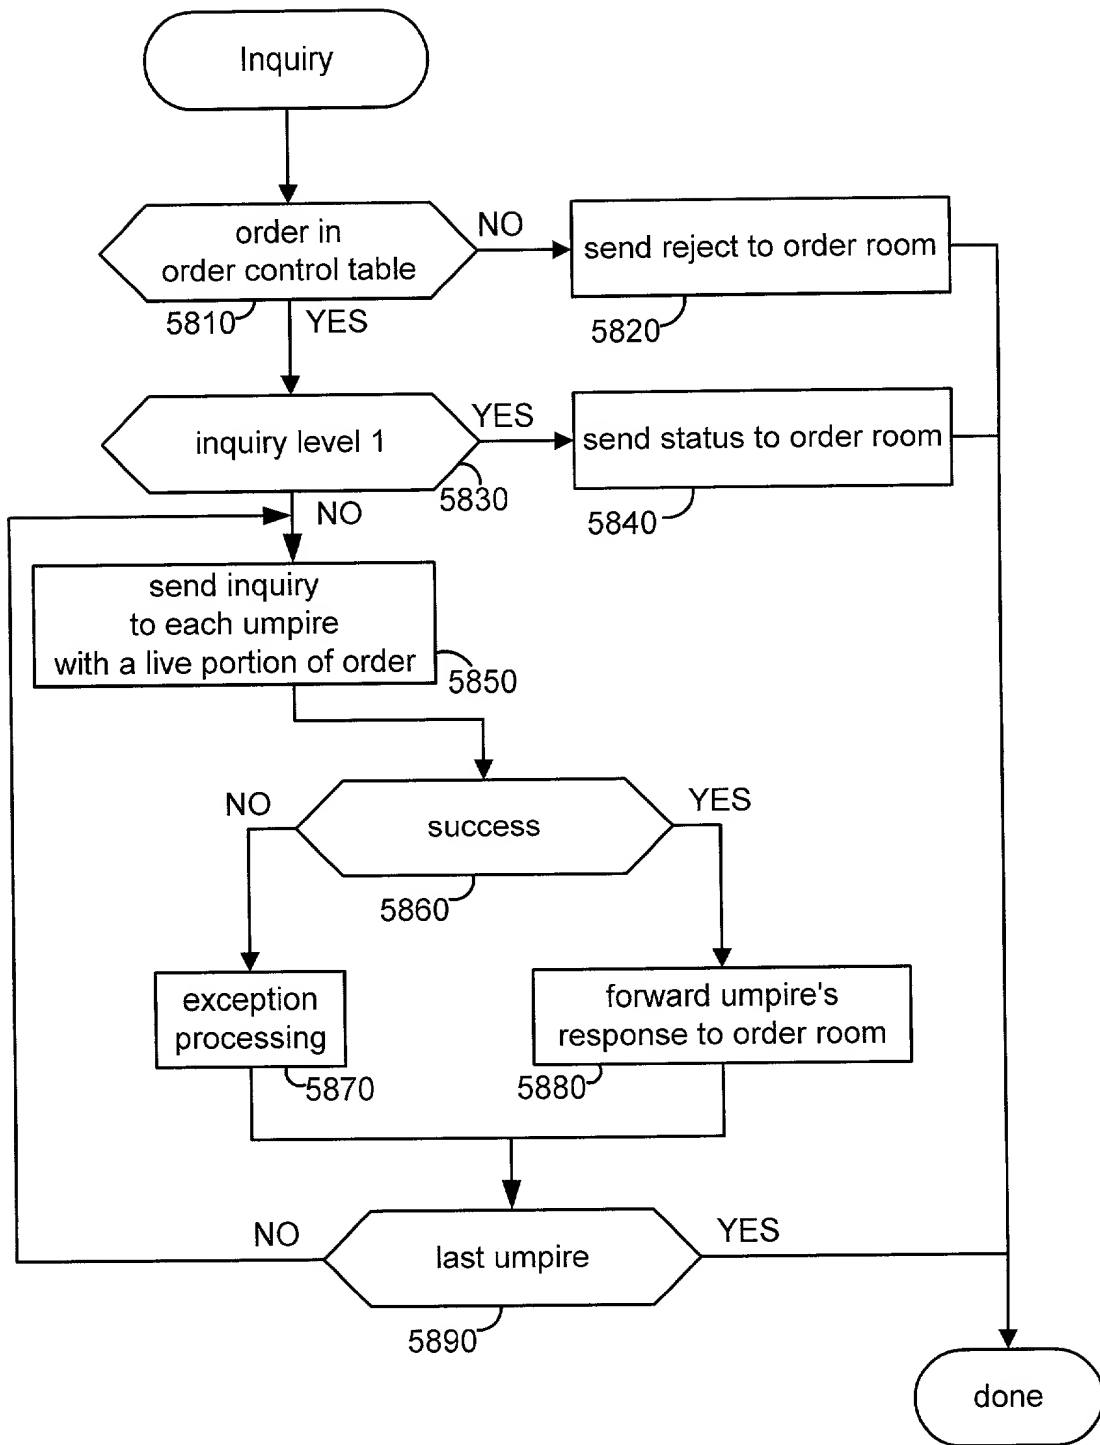 Inquiry
order in
order control table
NO
send reject to order room
5810
YES
5820
inquiry level 1
YES
send status to order room
5830
NO
5840
send inquiry
to each umpire
with a live portion of order
5850
NO
success
YES
5860
exception
processing
forward umpire's
response to order room
5870
5880
NO
last umpire
YES
5890
done